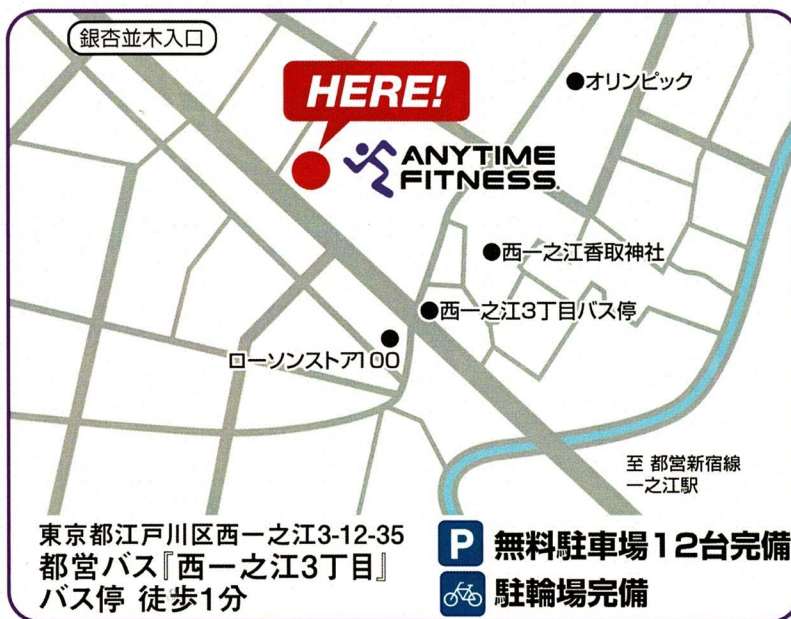 銀杏並木入口
HERE!
オリンピック
ANYTIME
FITNESS.
西一之江香取神社
西一之江3丁目バス停
ローソンストア100
至 都営新宿線
一之江駅
東京都江戸川区西一之江3-12-35
都営バス『西一之江3丁目』
バス停 徒歩1分
P 無料駐車場12台完備
駐輪場完備